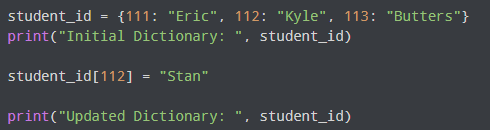 student_id = {111: "Eric", 112: "Kyle", 113: "Butters"}
print("Initial Dictionary: ", student_id)
student_id[112] = "Stan"
print("Updated Dictionary: ", student_id)